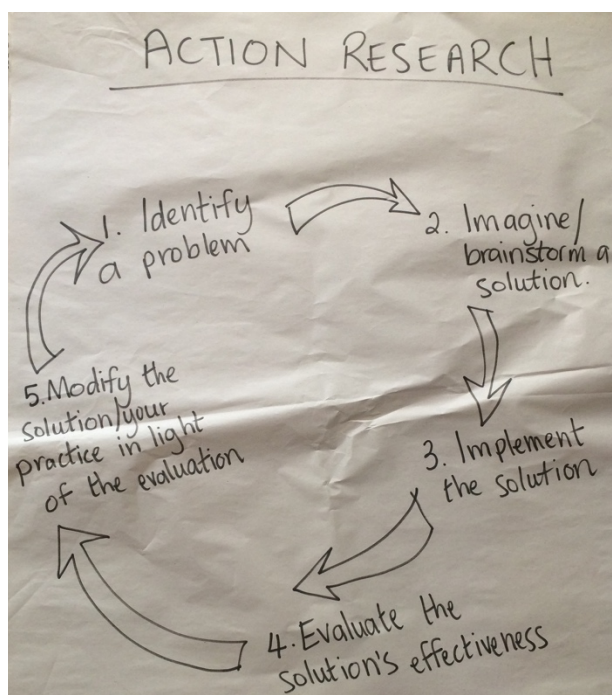 ACTION RESEARCH
1. Identify
a problem
2. Imagine/
brainstorm a
solution.
3. Implement
the solution
4. Evaluate the
solution's effectiveness
5. Modify the
solution/your
practice in light
of the evaluation